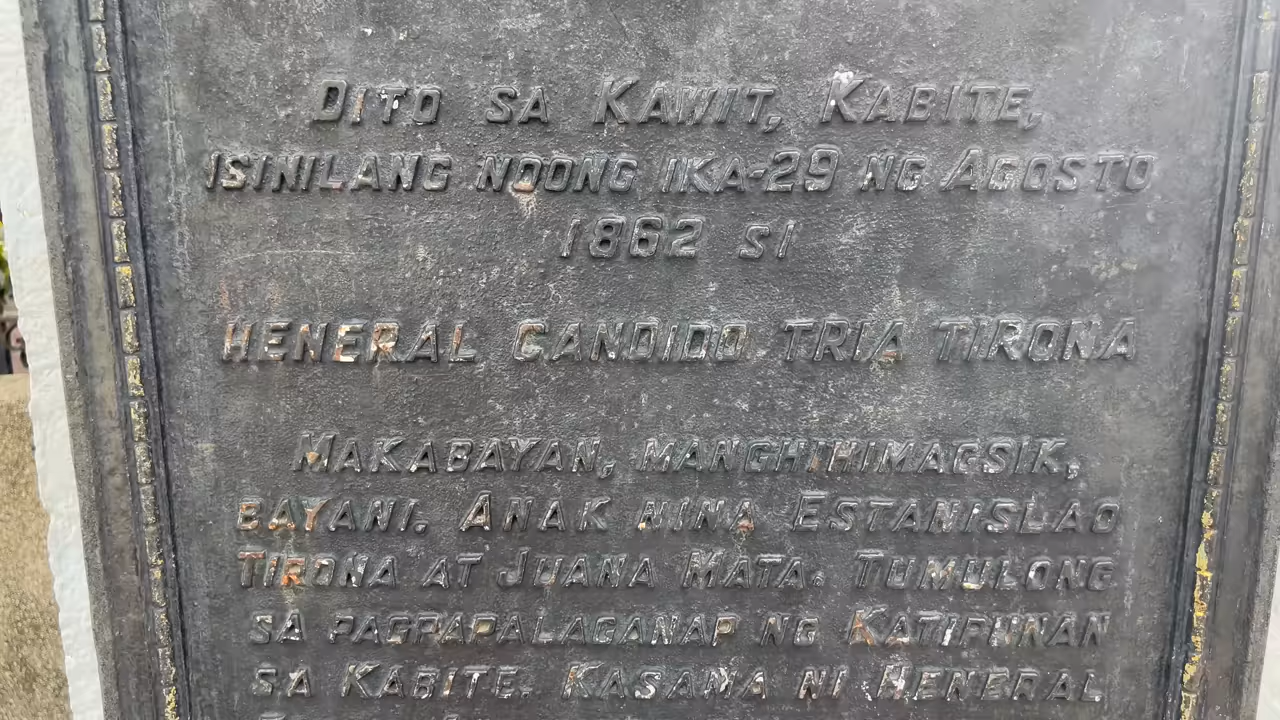 DITO SA KAWIT, KABITE,
ISINILANG NOONG IKA-29 NG AGOSTO
1862 SI
HENERAL CANDIDO TRIA TIRONA
MAKABAYAN, MANGHIHIMAGSIK,
BAYANI. ANAK NINA ESTANISLAO
TIRONA AT JUANA MATA. TUMULONG
SA PAGPAPALAGANAP NG KATIPUNAN
SA KABITE. KASAMA NI HENERAL